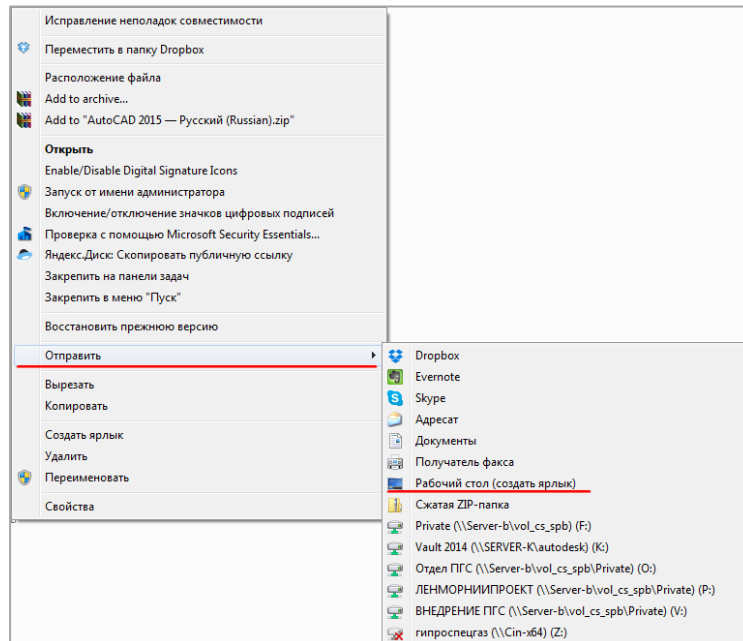 Исправление неполадок совместимости
Переместить в папку Dropbox
Расположение файла
Add to archive...
Add to "AutoCAD 2015 — Русский (Russian).zip"
Открыть
Enable/Disable Digital Signature Icons
Запуск от имени администратора
Включение/отключение значков цифровых подписей
Проверка с помощью Microsoft Security Essentials...
Яндекс.Диск: Скопировать публичную ссылку
Закрепить на панели задач
Закрепить в меню "Пуск"
Восстановить прежнюю версию
Отправить
Вырезать
Копировать
Создать ярлык
Удалить
Переименовать
Свойства
Dropbox
Evernote
Skype
Адресат
Документы
Получатель факса
Рабочий стол (создать ярлык)
Сжатая ZIP-папка
Private (\\Server-b\vol_cs_spb) (F:)
Vault 2014 (\\SERVER-K\autodesk) (K:)
Отдел ПГС (\\Server-b\vol_cs_spb\Private) (O:)
ЛЕНМОРНИИПРОЕКТ (\\Server-b\vol_cs_spb\Private) (P:)
ВНЕДРЕНИЕ ПГС (\\Server-b\vol_cs_spb\Private) (V:)
гипроспецгаз (\\Cin-x64) (Z:)